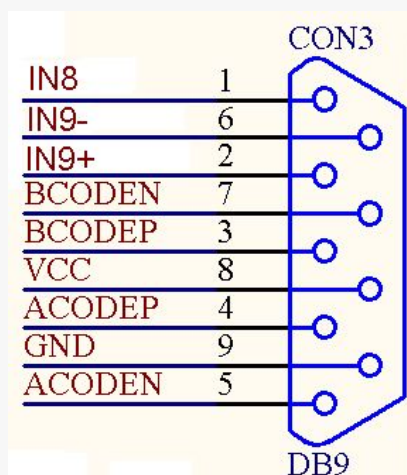 CON3
IN8 1
IN9- 6
IN9+ 2
BCODEN 7
BCODEP 3
VCC 8
ACODEP 4
GND 9
ACODEN 5
DB9